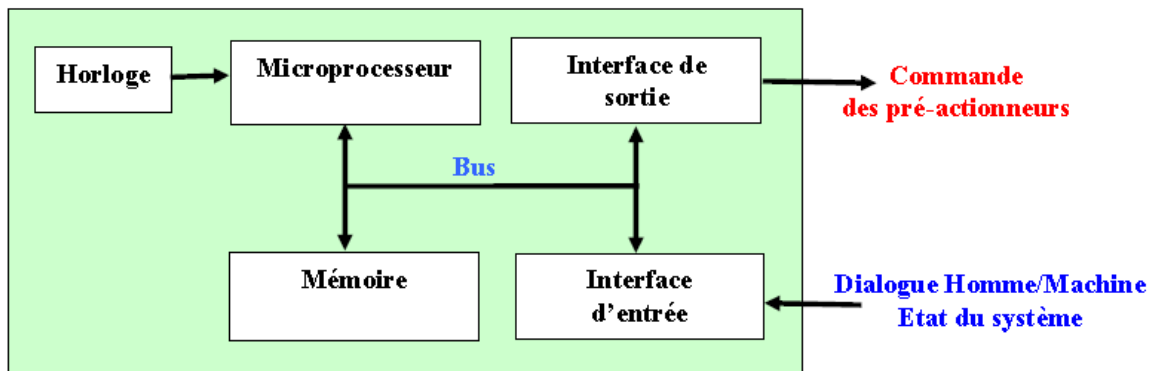 Horloge
Microprocesseur
Interface de
sortie
Commande
des pré-actionneurs
Bus
Mémoire
Interface
d'entrée
Dialogue Homme/Machine
Etat du système